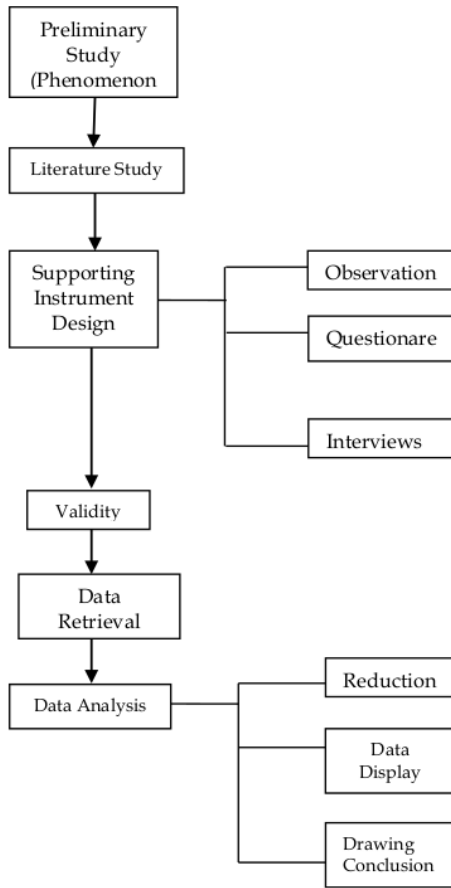 Preliminary
Study
(Phenomenon
Literature Study
Supporting
Instrument
Design
Observation
Questionare
Interviews
Validity
Data
Retrieval
Data Analysis
Reduction
Data
Display
Drawing
Conclusion